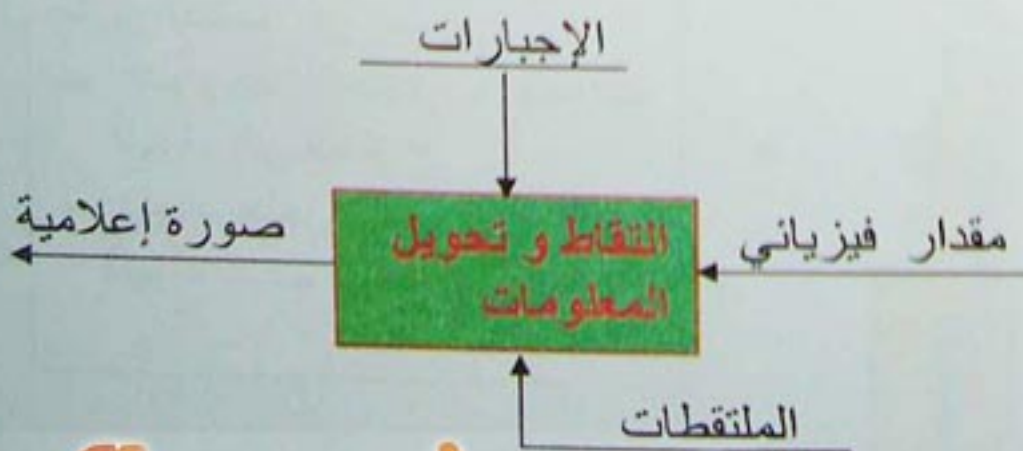 الإجبارات
مقدار فيزيائي
التقاط و تحويل
المعلومات
صورة إعلامية
الملتقطات